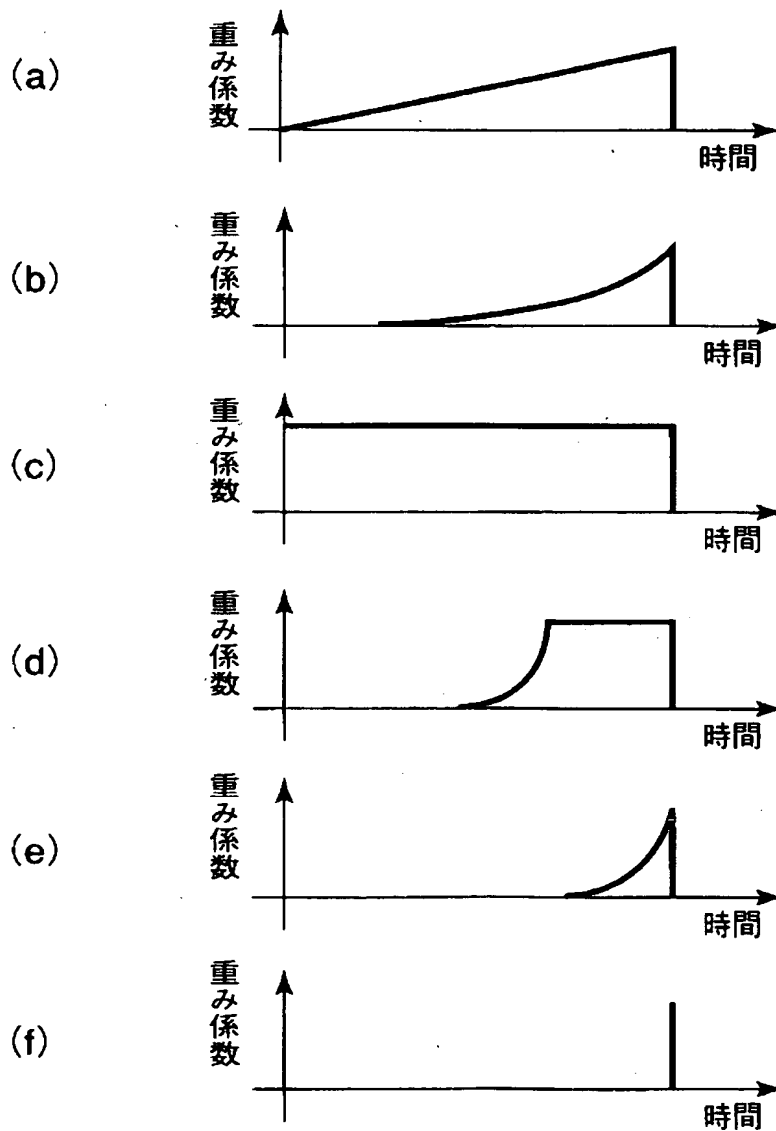 (a)
重み係数
時間
(b)
重み係数
時間
(c)
重み係数
時間
(d)
重み係数
時間
(e)
重み係数
時間
(f)
重み係数
時間